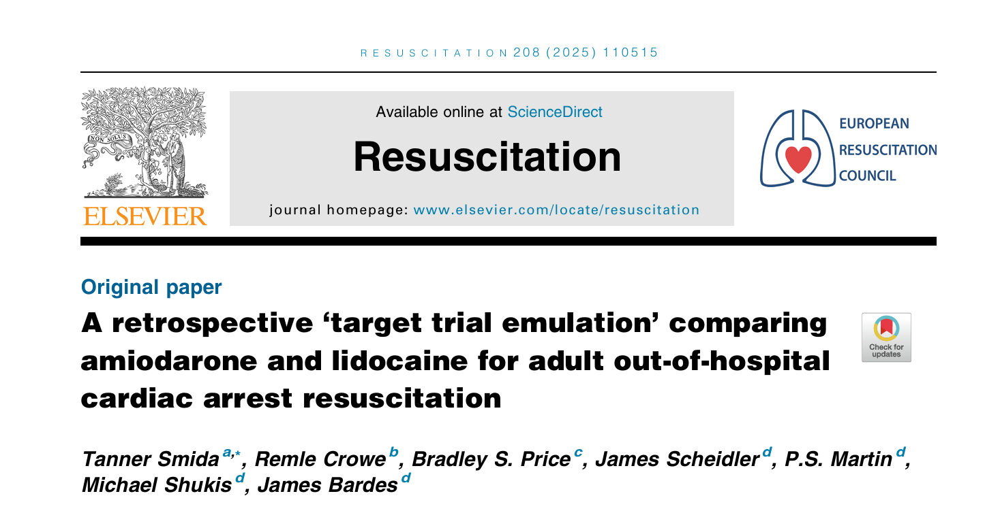 RESUSCITATION 208 (2025) 110515
Available online at ScienceDirect
Resuscitation
journal homepage: www.elsevier.com/locate/resuscitation
NON SOLUS
ELSEVIER
EUROPEAN
RESUSCITATION
COUNCIL
Original paper
A retrospective ‘target trial emulation’ comparing
amiodarone and lidocaine for adult out-of-hospital
cardiac arrest resuscitation
Check for
updates
Tanner Smida a,*, Remle Crowe b, Bradley S. Price c, James Scheidler d, P.S. Martin d,
Michael Shukis d, James Bardes d